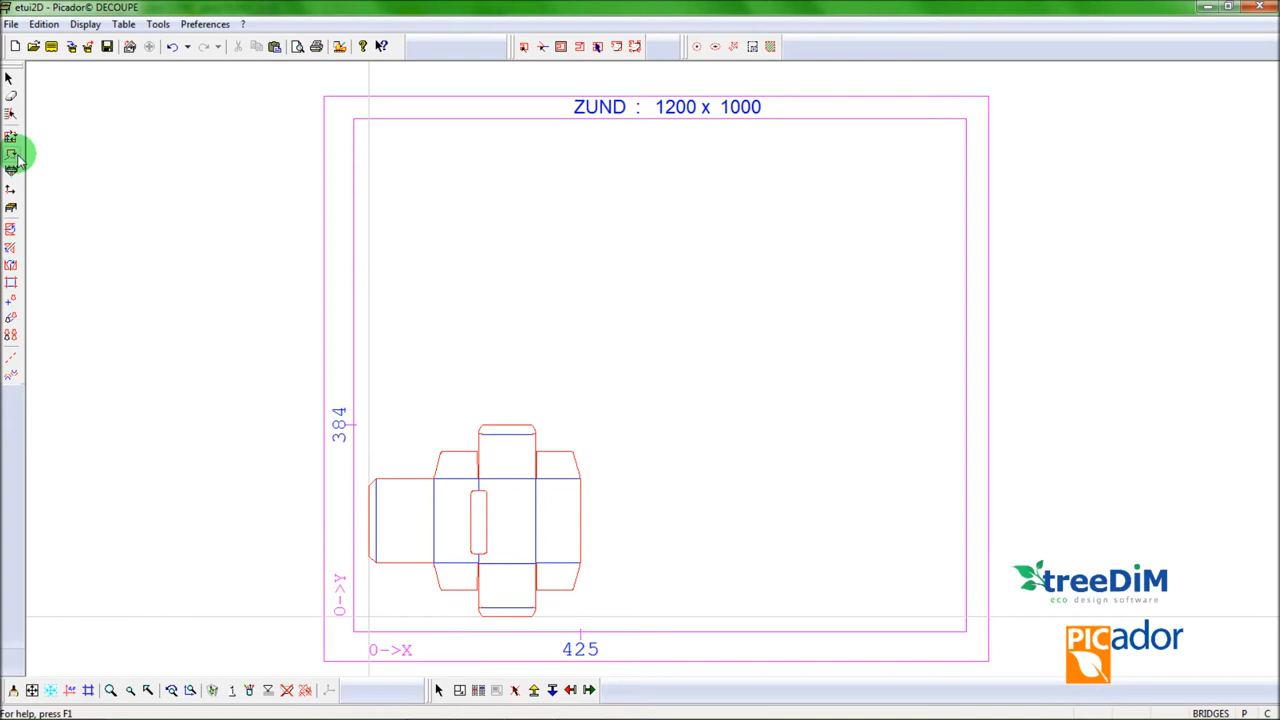 etui2D - Picador© DECOUPE
File Edition Display Table Tools Preferences ?
ZUND : 1200 x 1000
384
0->Y
0->X
425
treeDiM
eco design software
PICador
For help, press F1
BRIDGES P C